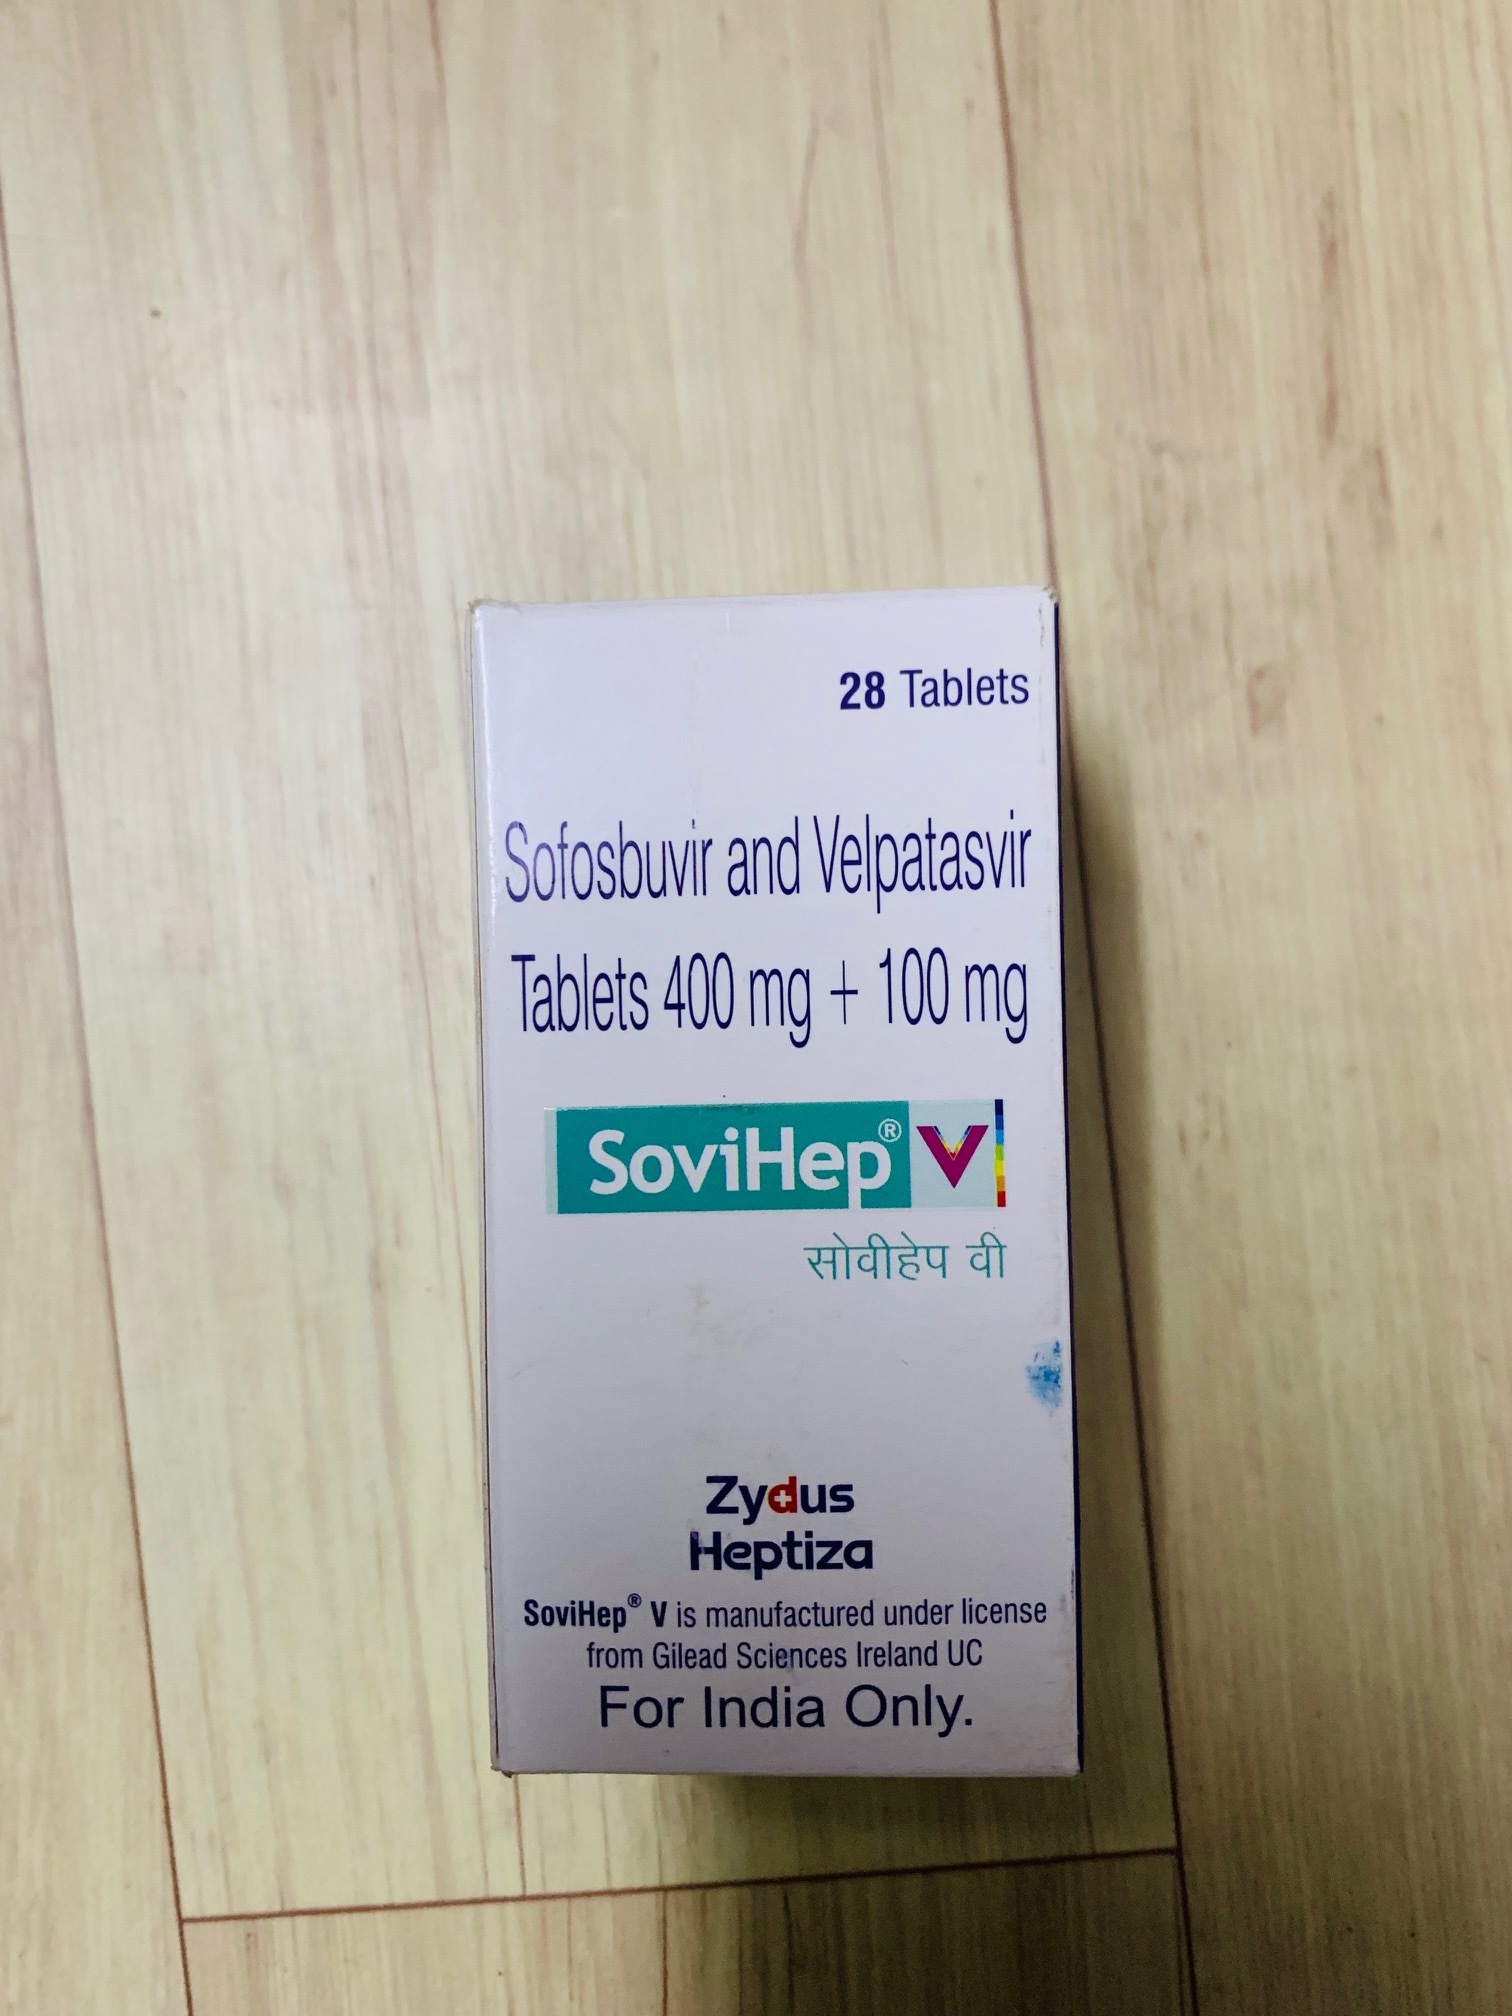 28 Tablets
Sofosbuvir and Velpatasvir
Tablets 400 mg + 100 mg
SoviHep® V
सोवीहेप वी
Zydus
Heptiza
SoviHep® V is manufactured under license
from Gilead Sciences Ireland UC
For India Only.